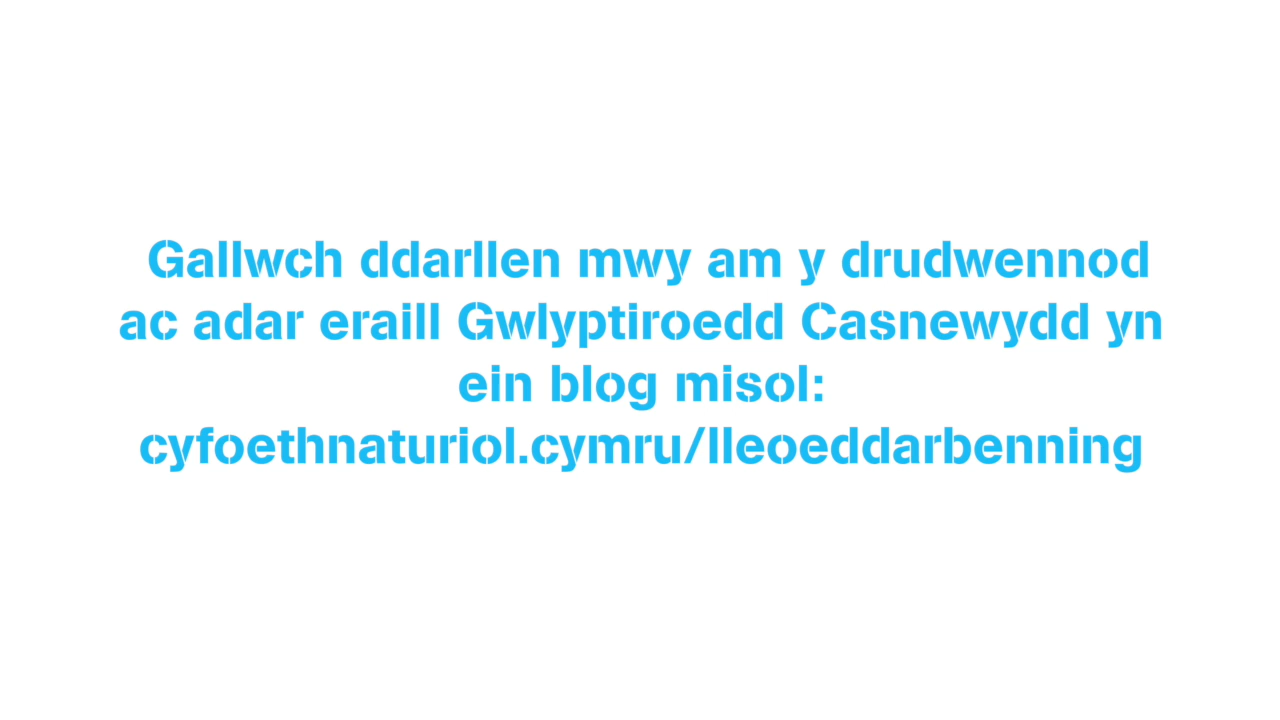 Gallwch ddarllen mwy am y drudwennod
ac adar eraill Gwlyptiroedd Casnewydd yn
ein blog misol:
cyfoethnaturiol.cymru/lleoeddarbenning